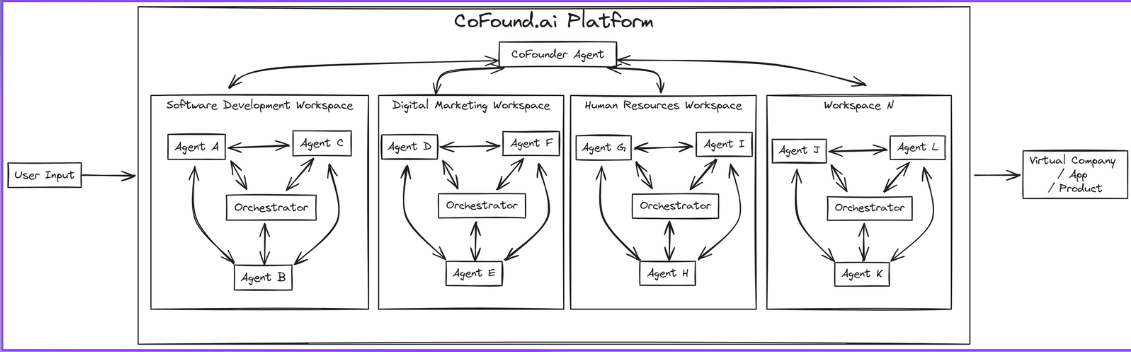 CoFound.ai Platform
CoFounder Agent
Software Development Workspace
Digital Marketing Workspace
Human Resources Workspace
Workspace N
Agent A
Agent C
Agent D
Agent F
Agent G
Agent I
Agent J
Agent L
User Input
Virtual Company
/ App
/ Product
Orchestrator
Orchestrator
Orchestrator
Orchestrator
Agent B
Agent E
Agent H
Agent K